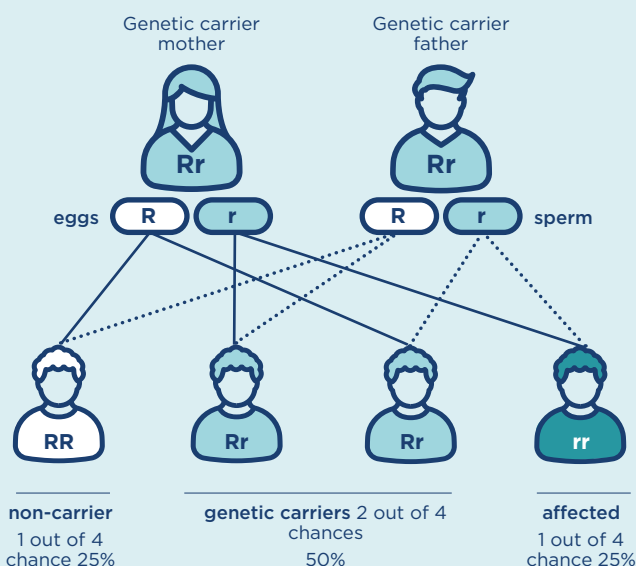 Genetic carrier
mother
Genetic carrier
father
Rr
Rr
eggs
R
r
R
r
sperm
RR
Rr
Rr
rr
non-carrier
1 out of 4
chance 25%
genetic carriers 2 out of 4
chances
50%
affected
1 out of 4
chance 25%